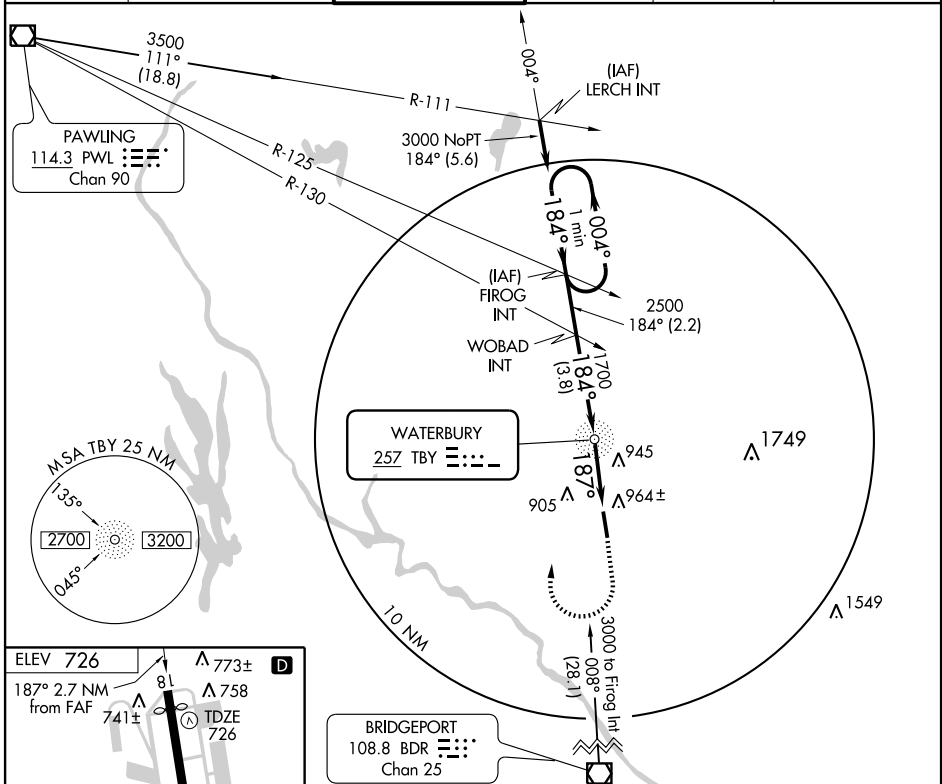 3500
111°
(18.8)
004°
(IAF)
LERCH INT
R-111
3000 NoPT
184° (5.6)
PAWLING
114.3 PWL
Chan 90
R-125
R-130
184°
1 min
004°
(IAF)
FIROG
INT
2500
184° (2.2)
WOBAD
INT
1700
184°
(3.8)
WATERBURY
257 TBY
187°
945
1749
905
964±
MSA TBY 25 NM
135°
2700
3200
045°
10 NM
1549
3000 to Firog Int
008°
(28.1)
ELEV 726
773±
D
187° 2.7 NM
from FAF
18
758
741±
TDZE
726
BRIDGEPORT
108.8 BDR
Chan 25